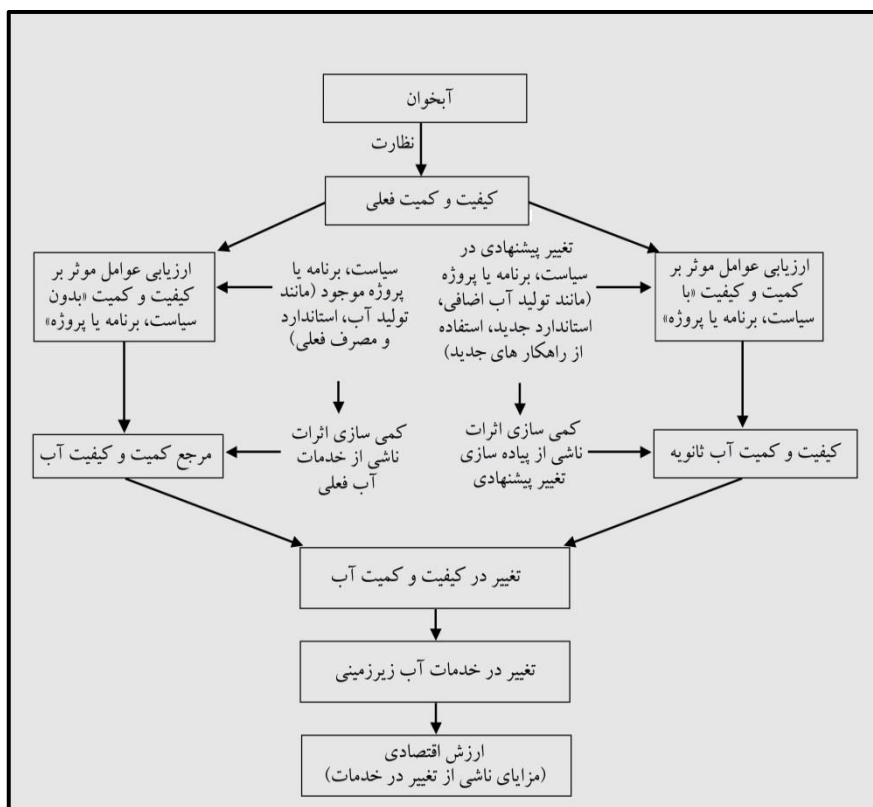 آبخوان
نظارت
کیفیت و کمیت فعلی
ارزیابی عوامل موثر بر
کمیت و کیفیت «با
سیاست، برنامه یا پروژه»
تغییر پیشنهادی در
سیاست، برنامه یا پروژه
(مانند تولید آب اضافی،
استاندارد جدید، استفاده
از راهکار های جدید)
سیاست، برنامه یا
پروژه موجود (مانند
تولید آب، استاندارد
و مصرف فعلی)
ارزیابی عوامل موثر بر
کیفیت و کمیت «بدون
سیاست، برنامه یا پروژه»
کیفیت و کمیت آب ثانویه
کمی سازی اثرات
ناشی از پیاده سازی
تغییر پیشنهادی
کمی سازی اثرات
ناشی از خدمات
آب فعلی
مرجع کمیت و کیفیت آب
تغییر در کیفیت و کمیت آب
تغییر در خدمات آب زیرزمینی
ارزش اقتصادی
(مزایای ناشی از تغییر در خدمات)